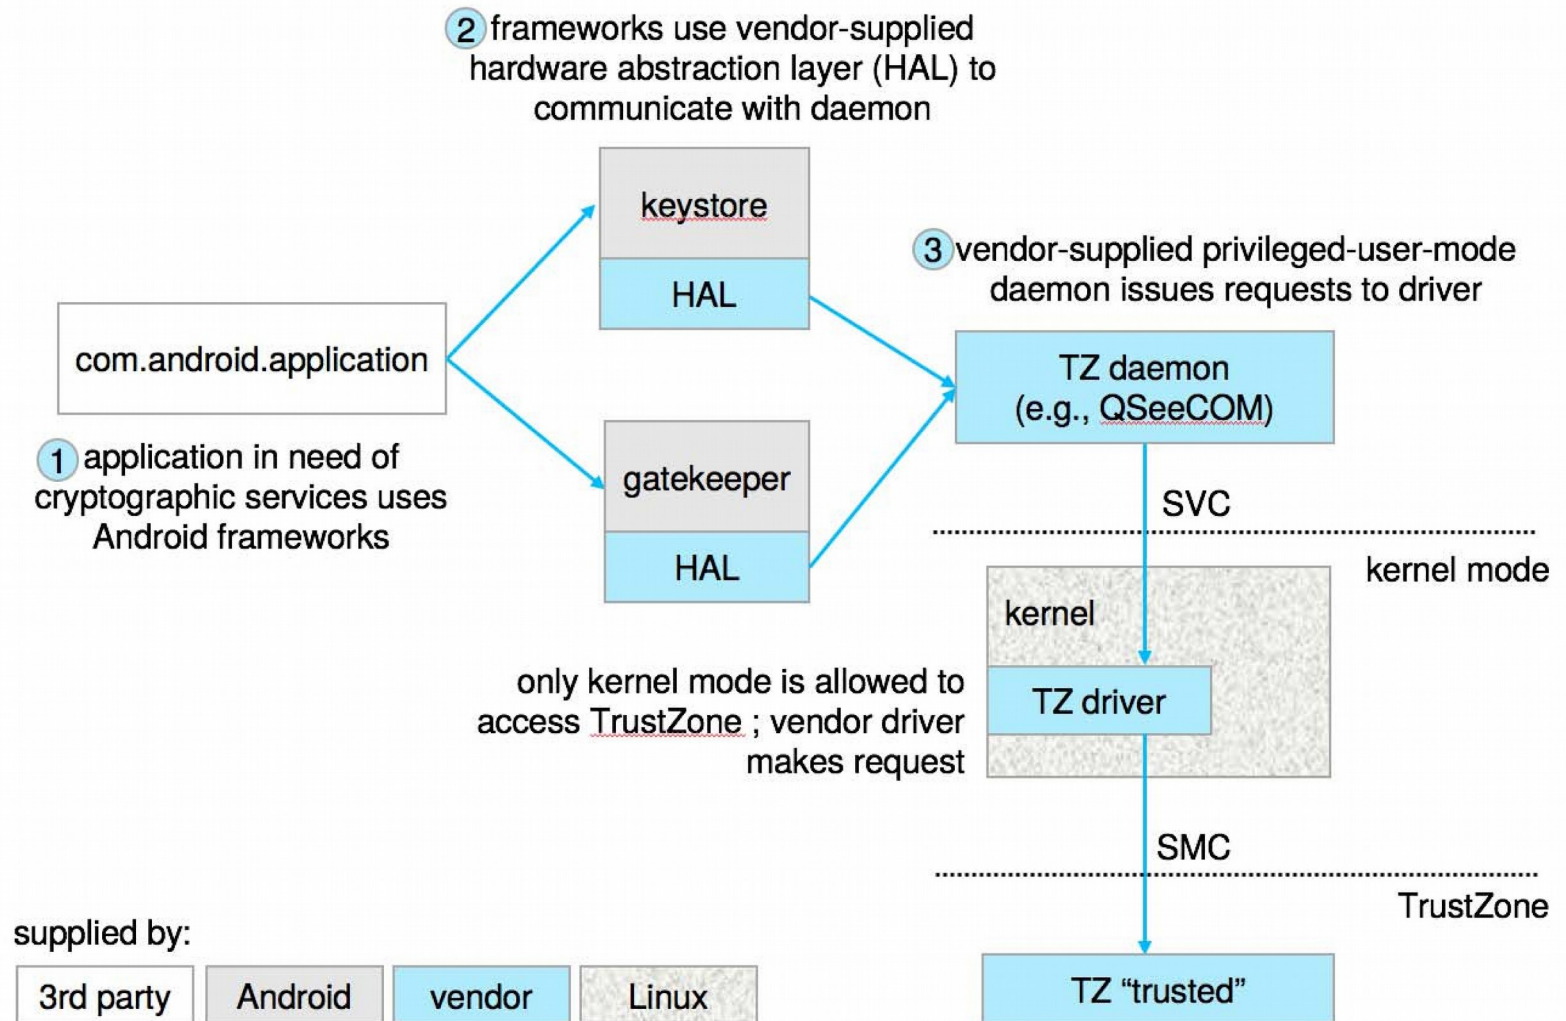 2 frameworks use vendor-supplied
hardware abstraction layer (HAL) to
communicate with daemon
keystore
HAL
3 vendor-supplied privileged-user-mode
daemon issues requests to driver
com.android.application
TZ daemon
(e.g., QSeeCOM)
1 application in need of
cryptographic services uses
Android frameworks
gatekeeper
HAL
SVC
kernel mode
kernel
only kernel mode is allowed to
access TrustZone ; vendor driver
makes request
TZ driver
SMC
TrustZone
supplied by:
3rd party
Android
vendor
Linux
TZ “trusted”